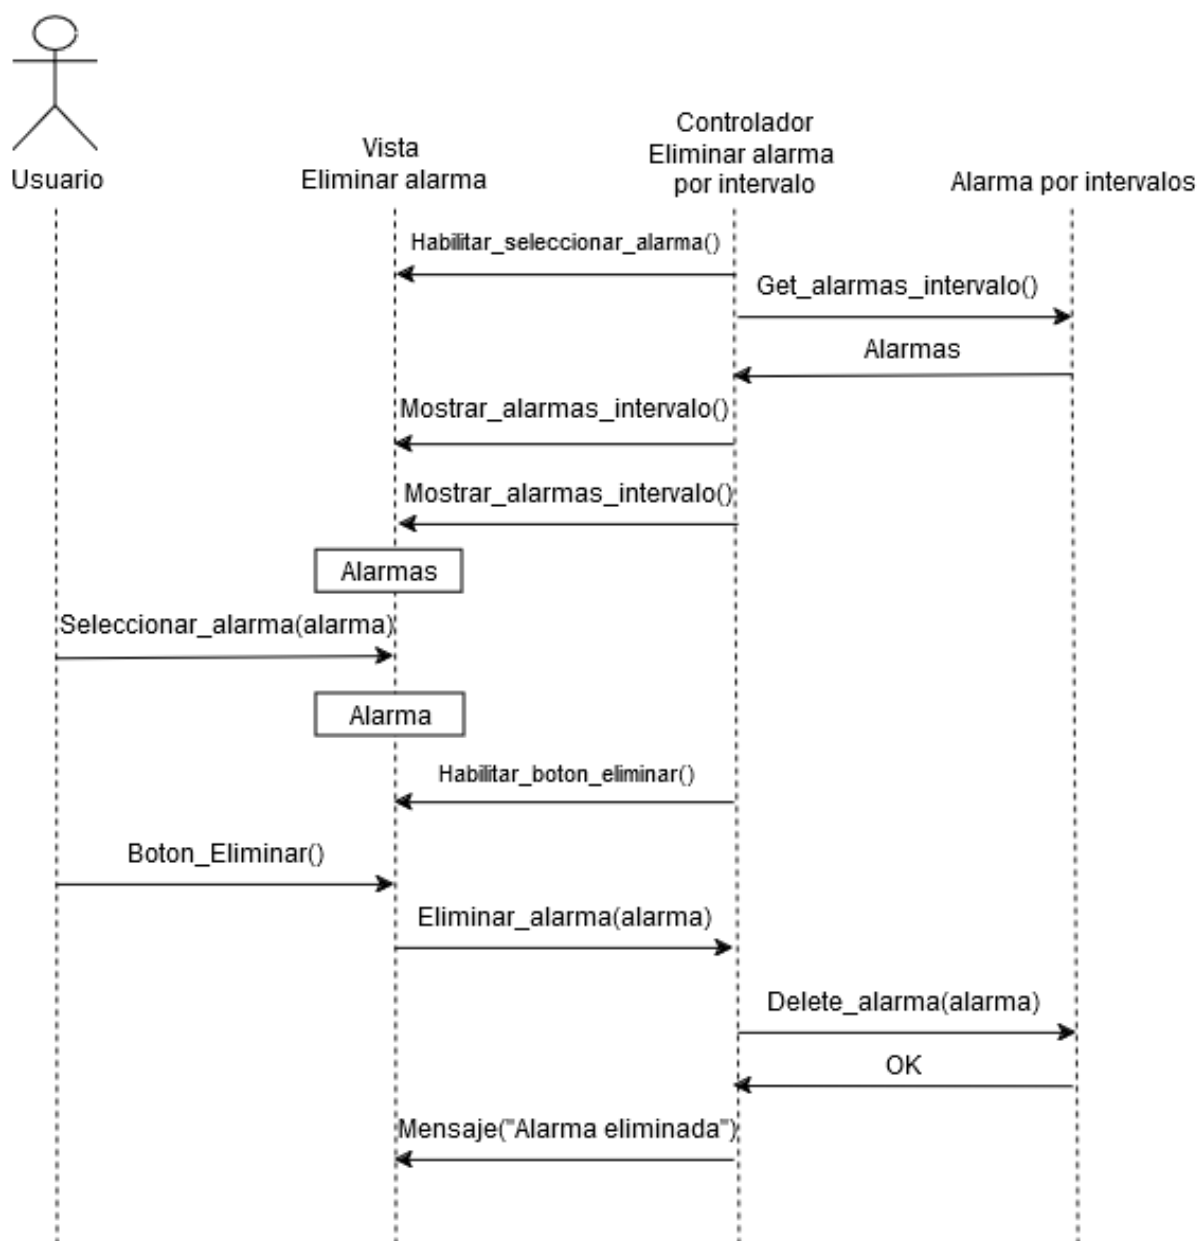 Usuario
Vista
Eliminar alarma
Controlador
Eliminar alarma
por intervalo
Alarma por intervalos
Habilitar_seleccionar_alarma()
Get_alarmas_intervalo()
Alarmas
Mostrar_alarmas_intervalo()
Mostrar_alarmas_intervalo()
Alarmas
Seleccionar_alarma(alarma)
Alarma
Habilitar_boton_eliminar()
Boton_Eliminar()
Eliminar_alarma(alarma)
Delete_alarma(alarma)
OK
Mensaje("Alarma eliminada")